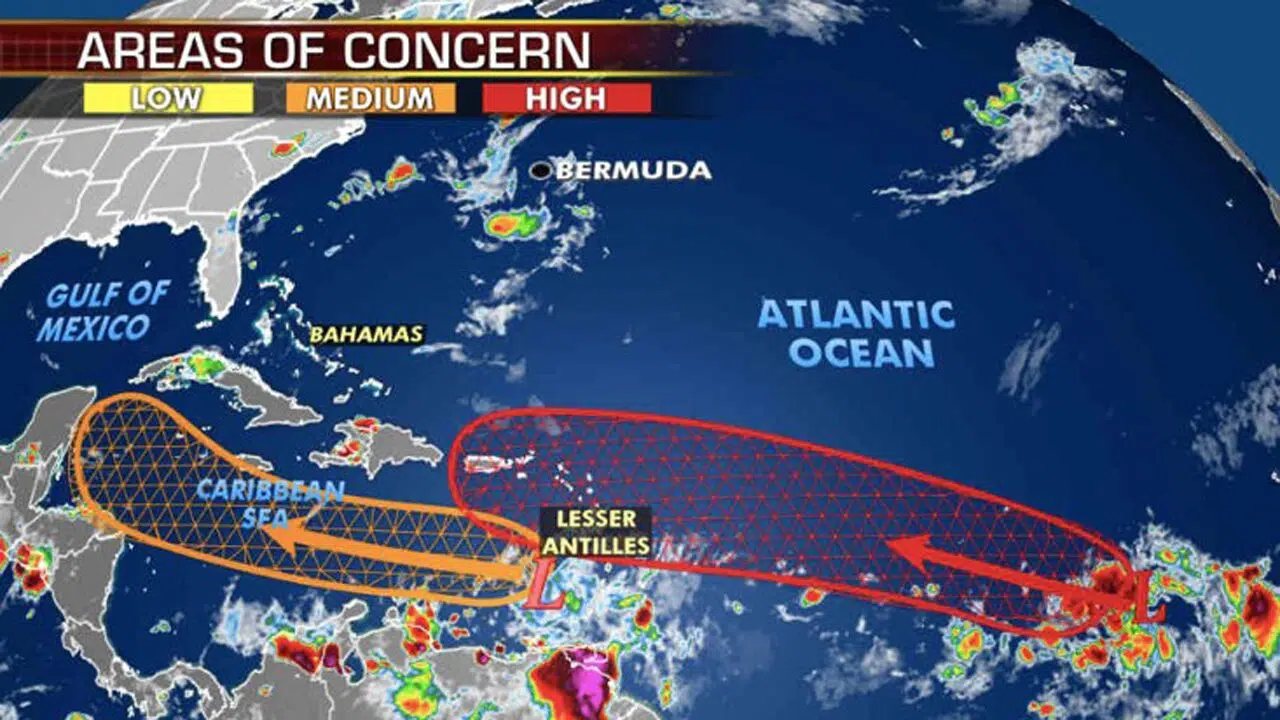 AREAS OF CONCERN
LOW
MEDIUM
HIGH
BERMUDA
GULF OF
MEXICO
BAHAMAS
ATLANTIC
OCEAN
CARIBBEAN
SEA
LESSER
ANTILLES
L
L